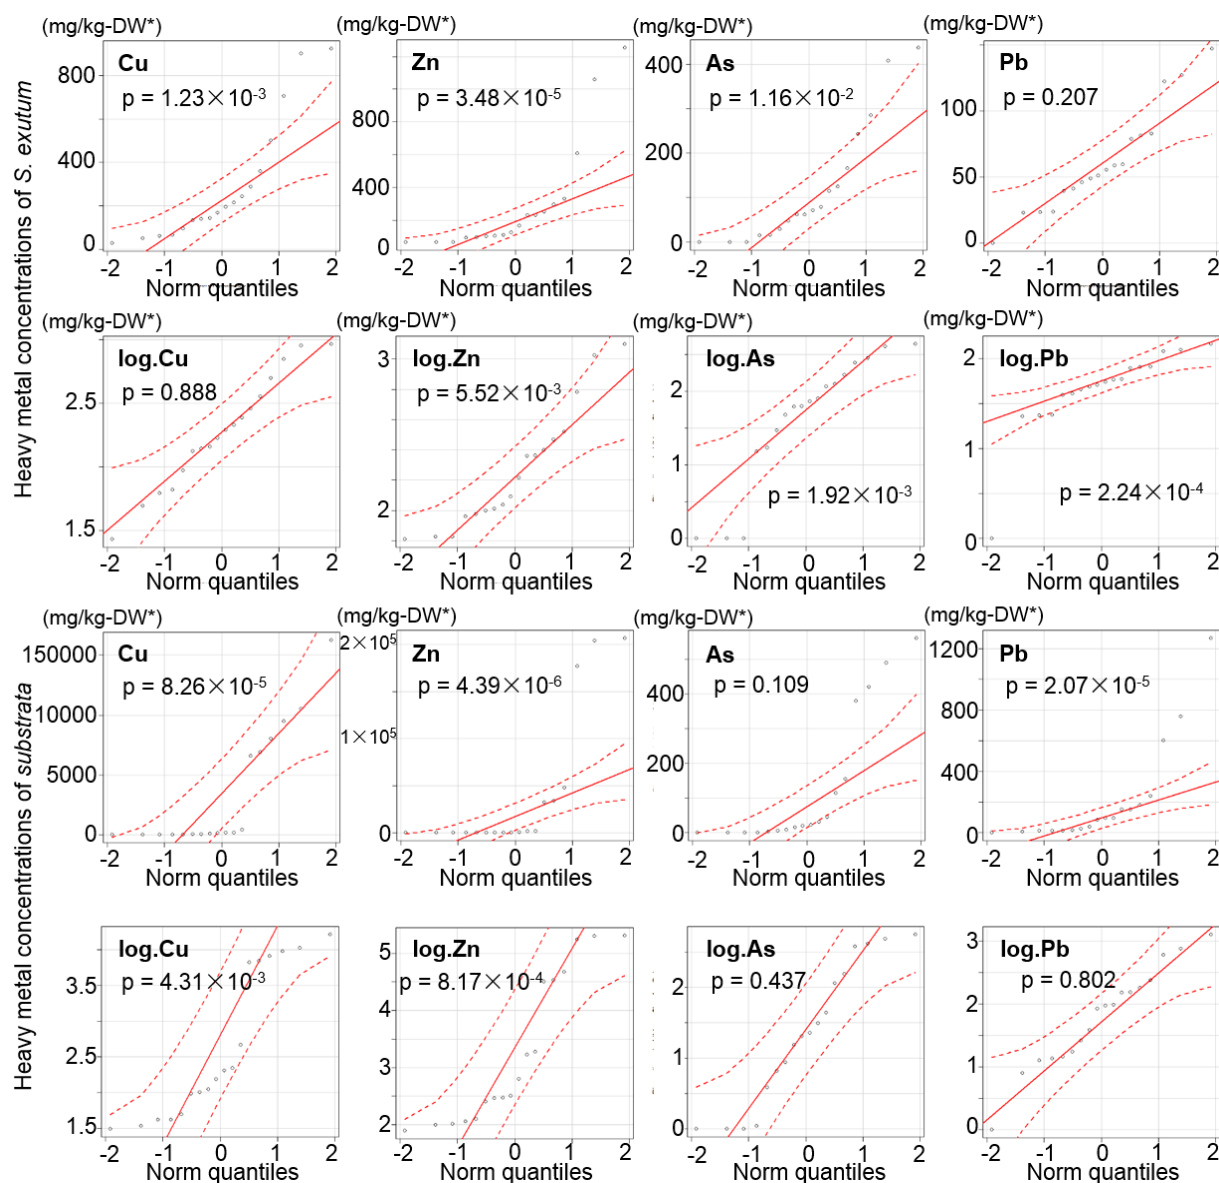 (mg/kg-DW*) (mg/kg-DW*) (mg/kg-DW*) (mg/kg-DW*)
Heavy metal concentrations of S. exutum
Cu
p = 1.23×10-3
800
400
0
-2 -1 0 1 2
Norm quantiles
Zn
p = 3.48×10-5
800
400
0
-2 -1 0 1 2
Norm quantiles
As
p = 1.16×10-2
400
200
0
-2 -1 0 1 2
Norm quantiles
Pb
p = 0.207
100
50
0
-2 -1 0 1 2
Norm quantiles
(mg/kg-DW*) (mg/kg-DW*) (mg/kg-DW*) (mg/kg-DW*)
log.Cu
p = 0.888
2.5
1.5
-2 -1 0 1 2
Norm quantiles
log.Zn
p = 5.52×10-3
3
2
-2 -1 0 1 2
Norm quantiles
log.As
2
1
p = 1.92×10-3
0
-2 -1 0 1 2
Norm quantiles
log.Pb
2
1
p = 2.24×10-4
0
-2 -1 0 1 2
Norm quantiles
(mg/kg-DW*) (mg/kg-DW*) (mg/kg-DW*) (mg/kg-DW*)
Heavy metal concentrations of substrata
Cu
p = 8.26×10-5
150000
10000
5000
0
-2 -1 0 1 2
Norm quantiles
Zn
p = 4.39×10-6
2×105
1×105
0
-2 -1 0 1 2
Norm quantiles
As
p = 0.109
400
200
0
-2 -1 0 1 2
Norm quantiles
Pb
p = 2.07×10-5
1200
800
400
0
-2 -1 0 1 2
Norm quantiles
log.Cu
p = 4.31×10-3
3.5
2.5
1.5
-2 -1 0 1 2
Norm quantiles
log.Zn
p = 8.17×10-4
5
4
3
2
-2 -1 0 1 2
Norm quantiles
log.As
p = 0.437
2
1
0
-2 -1 0 1 2
Norm quantiles
log.Pb
p = 0.802
3
2
1
0
-2 -1 0 1 2
Norm quantiles